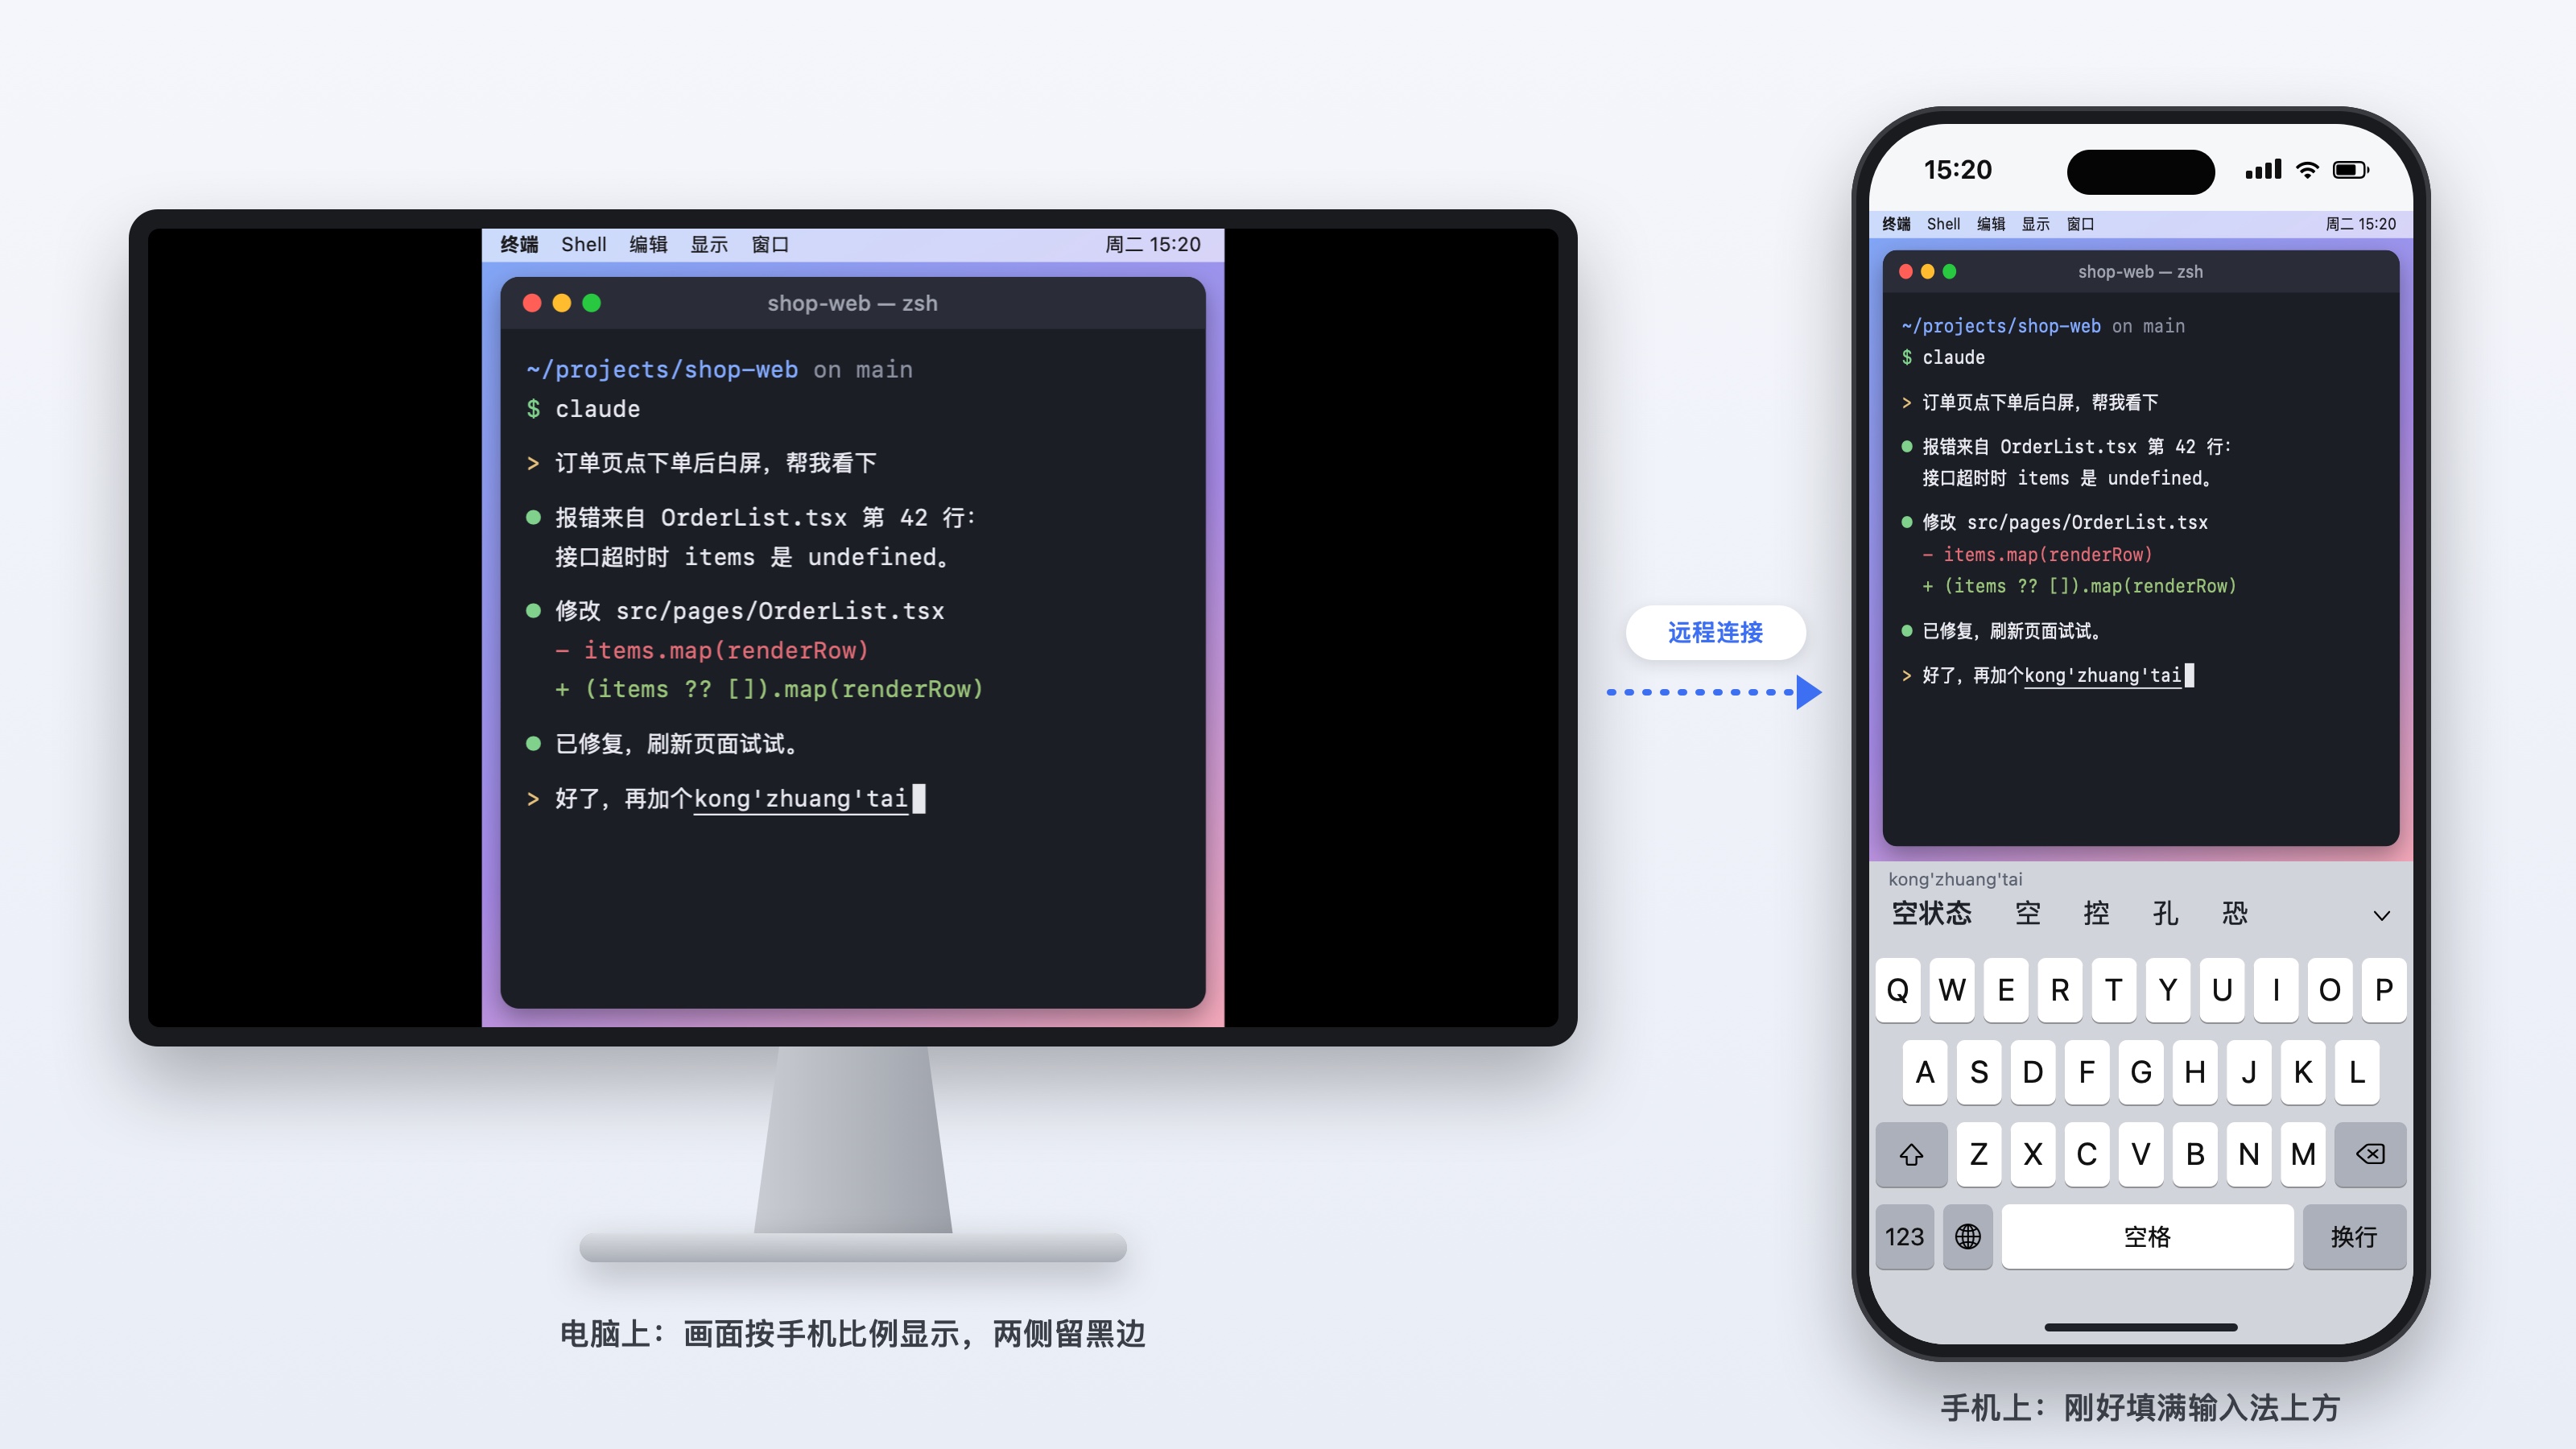 终端 Shell 编辑 显示 窗口 周二 15:20
shop-web — zsh
~/projects/shop-web on main
$ claude
> 订单页点下单后白屏，帮我看下
● 报错来自 OrderList.tsx 第 42 行：
接口超时时 items 是 undefined。
● 修改 src/pages/OrderList.tsx
− items.map(renderRow)
+ (items ?? []).map(renderRow)
● 已修复，刷新页面试试。
> 好了，再加个kong'zhuang'tai
电脑上：画面按手机比例显示，两侧留黑边
远程连接
15:20
终端 Shell 编辑 显示 窗口 周二 15:20
shop-web — zsh
~/projects/shop-web on main
$ claude
> 订单页点下单后白屏，帮我看下
● 报错来自 OrderList.tsx 第 42 行：
接口超时时 items 是 undefined。
● 修改 src/pages/OrderList.tsx
− items.map(renderRow)
+ (items ?? []).map(renderRow)
● 已修复，刷新页面试试。
> 好了，再加个kong'zhuang'tai
kong'zhuang'tai
空状态 空 控 孔 恐
Q W E R T Y U I O P
A S D F G H J K L
Z X C V B N M
123 空格 换行
手机上：刚好填满输入法上方